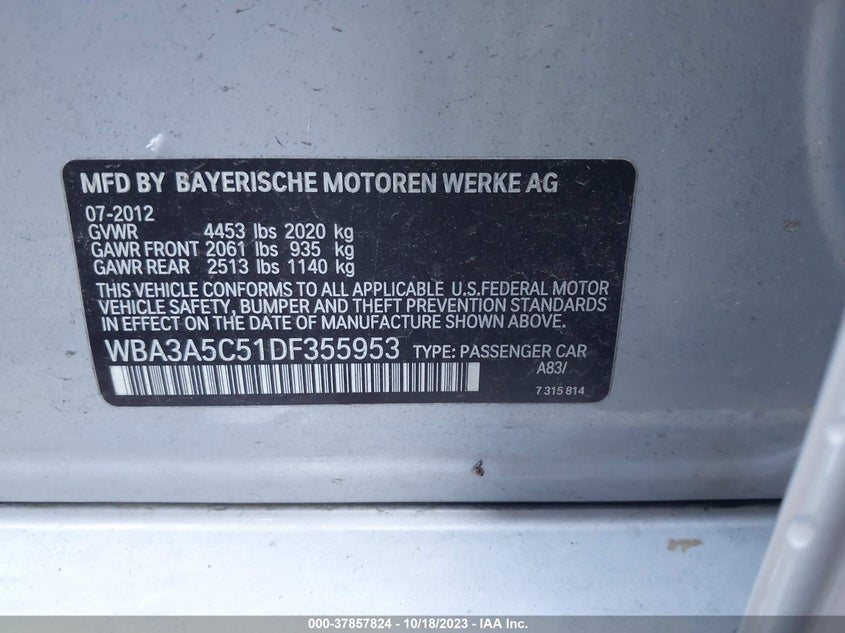 MFD BY BAYERISCHE MOTOREN WERKE AG
07-2012
GVWR 4453 lbs 2020 kg
GAWR FRONT 2061 lbs 935 kg
GAWR REAR 2513 lbs 1140 kg
THIS VEHICLE CONFORMS TO ALL APPLICABLE U.S.FEDERAL MOTOR
VEHICLE SAFETY, BUMPER AND THEFT PREVENTION STANDARDS
IN EFFECT ON THE DATE OF MANUFACTURE SHOWN ABOVE.
WBA3A5C51DF355953 TYPE: PASSENGER CAR
A83/
7 315 814
000-37857824 | 10/18/2023 | IAA Inc.